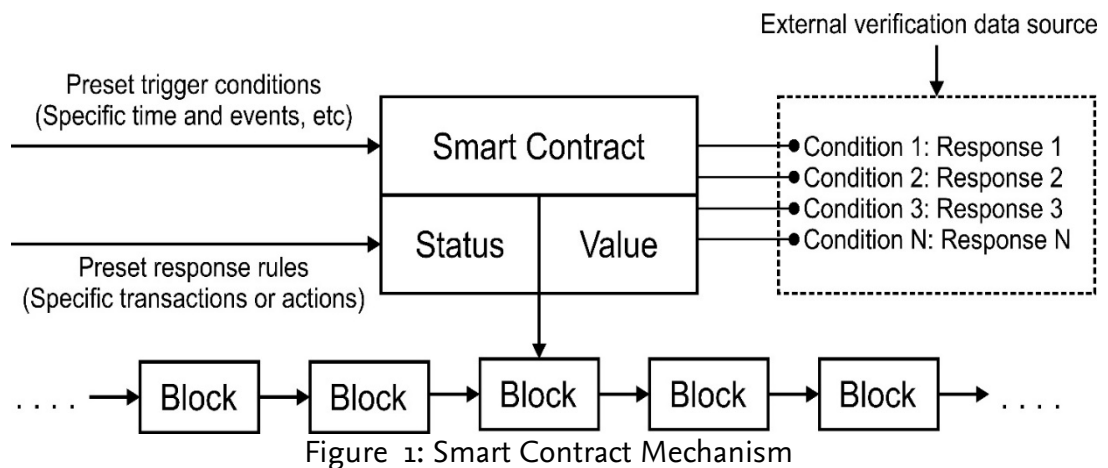 External verification data source
Preset trigger conditions
(Specific time and events, etc)
Smart Contract
Condition 1: Response 1
Condition 2: Response 2
Condition 3: Response 3
Condition N: Response N
Status
Value
Preset response rules
(Specific transactions or actions)
. . . .
Block
Block
Block
Block
Block
. . . .
Figure 1: Smart Contract Mechanism